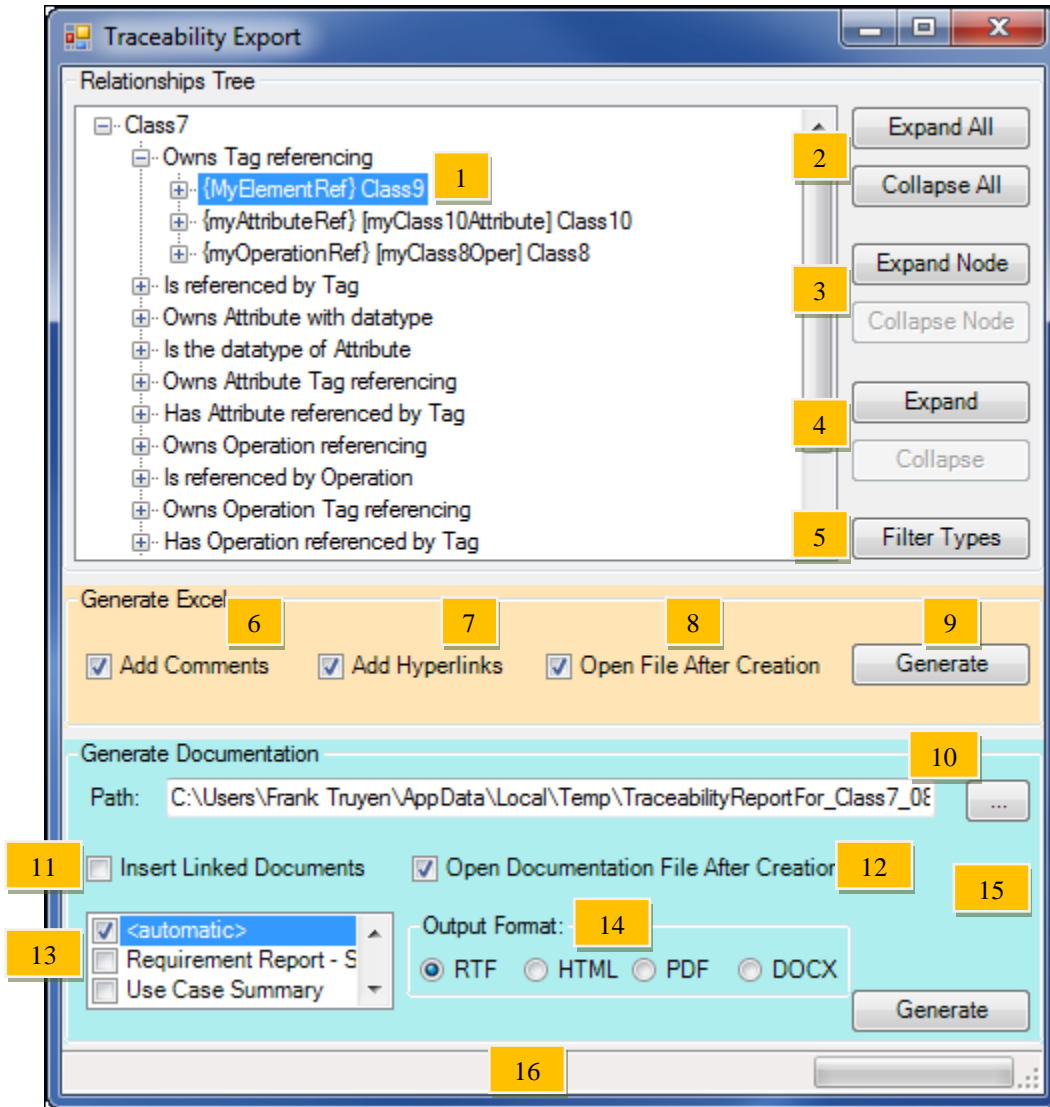 Traceability Export
Relationships Tree
Class7
Owns Tag referencing
{MyElementRef} Class9
{myAttributeRef} [myClass10Attribute] Class10
{myOperationRef} [myClass8Oper] Class8
Is referenced by Tag
Owns Attribute with datatype
Is the datatype of Attribute
Owns Attribute Tag referencing
Has Attribute referenced by Tag
Owns Operation referencing
Is referenced by Operation
Owns Operation Tag referencing
Has Operation referenced by Tag
1
2
Expand All
Collapse All
3
Expand Node
Collapse Node
4
Expand
Collapse
5
Filter Types
Generate Excel
6
7
8
9
Add Comments
Add Hyperlinks
Open File After Creation
Generate
Generate Documentation
10
Path: C:\Users\Frank Truyen\AppData\Local\Temp\TraceabilityReportFor_Class7_08
...
11
Insert Linked Documents
Open Documentation File After Creation
12
15
13
<automatic>
Requirement Report - S
Use Case Summary
Output Format:
14
RTF
HTML
PDF
DOCX
Generate
16